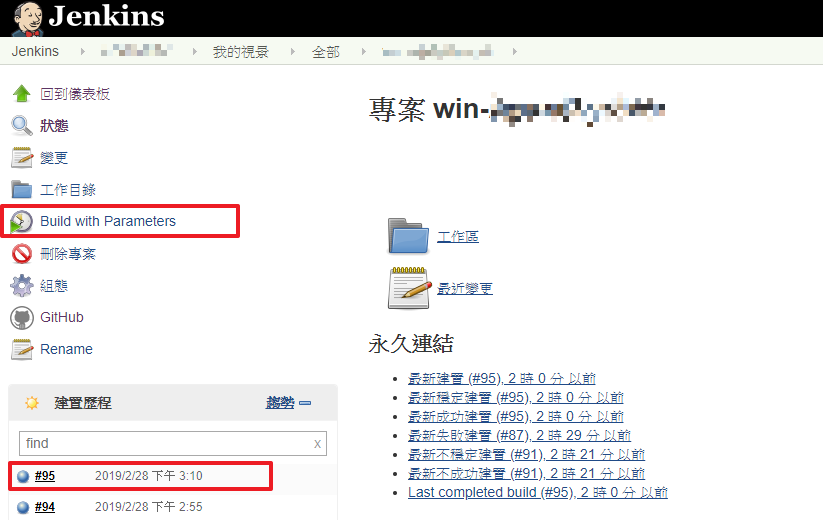 Jenkins
Jenkins 我的視景 全部
回到儀表板
狀態
變更
工作目錄
Build with Parameters
刪除專案
組態
GitHub
Rename
建置歷程 趨勢
find x
#95 2019/2/28 下午 3:10
#94 2019/2/28 下午 2:55
專案 win-
工作區
最近變更
永久連結
最新建置 (#95), 2 時 0 分 以前
最新穩定建置 (#95), 2 時 0 分 以前
最新成功建置 (#95), 2 時 0 分 以前
最新失敗建置 (#87), 2 時 29 分 以前
最新不穩定建置 (#91), 2 時 21 分 以前
最新不成功建置 (#91), 2 時 21 分 以前
Last completed build (#95), 2 時 0 分 以前